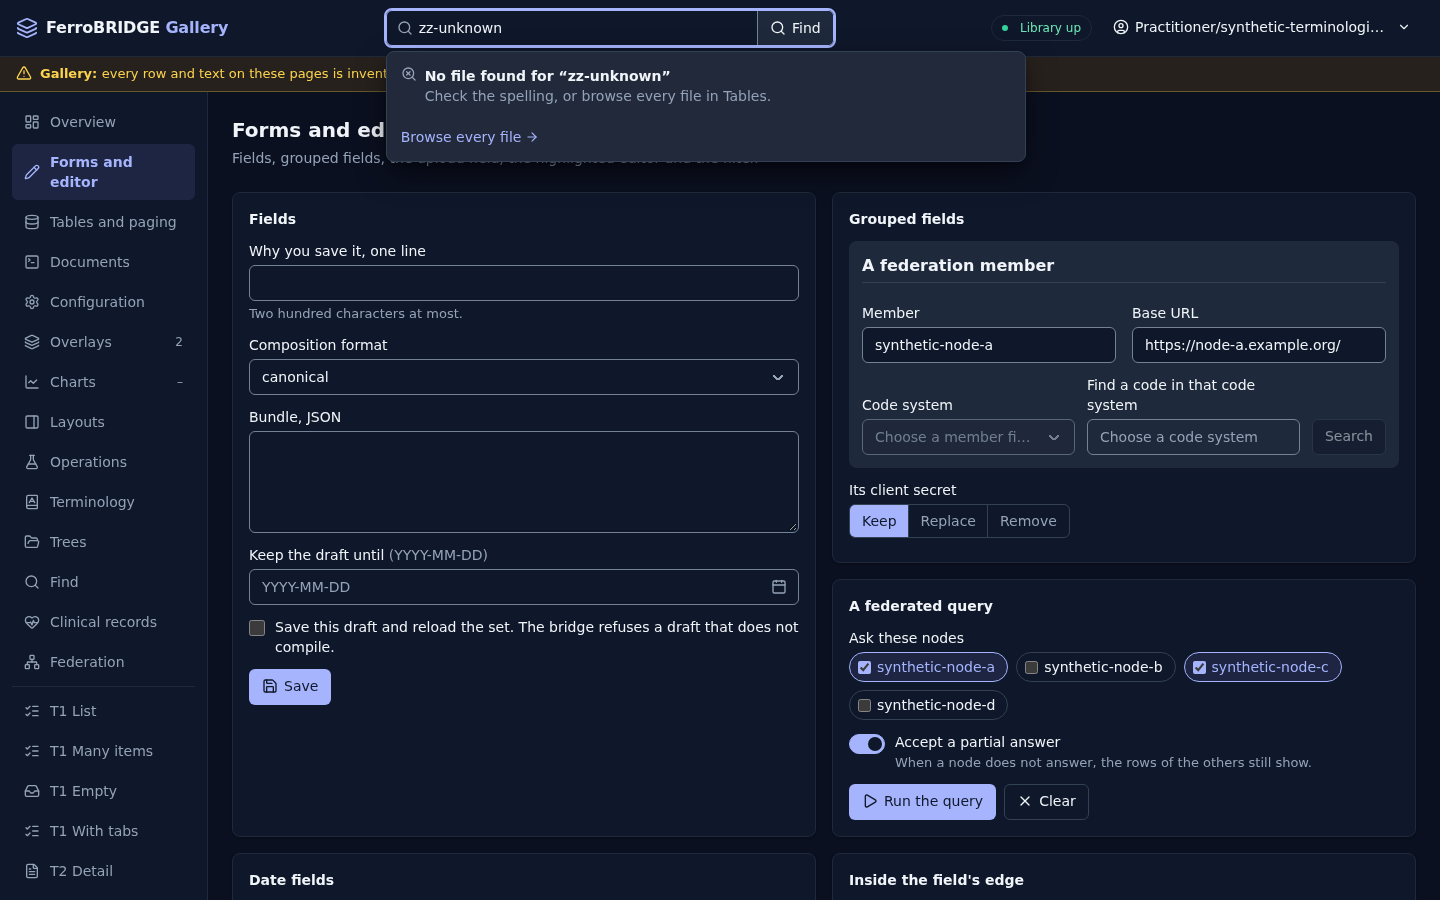 FerroBRIDGE Gallery
zz-unknown
Find
Library up
Practitioner/synthetic-terminologi…
Gallery: every row and text on these pages is invent
No file found for “zz-unknown”
Check the spelling, or browse every file in Tables.
Browse every file →
Overview
Forms and editor
Tables and paging
Documents
Configuration
Overlays 2
Charts –
Layouts
Operations
Terminology
Trees
Find
Clinical records
Federation
T1 List
T1 Many items
T1 Empty
T1 With tabs
T2 Detail
Forms and ed
Fields, grouped fields,
Fields
Why you save it, one line
Two hundred characters at most.
Composition format
canonical
Bundle, JSON
Keep the draft until (YYYY-MM-DD)
YYYY-MM-DD
Save this draft and reload the set. The bridge refuses a draft that does not
compile.
Save
Grouped fields
A federation member
Member
Base URL
synthetic-node-a
https://node-a.example.org/
Code system
Find a code in that code
system
Choose a member fi…
Choose a code system
Search
Its client secret
Keep
Replace
Remove
A federated query
Ask these nodes
synthetic-node-a
synthetic-node-b
synthetic-node-c
synthetic-node-d
Accept a partial answer
When a node does not answer, the rows of the others still show.
Run the query
Clear
Date fields
Inside the field's edge